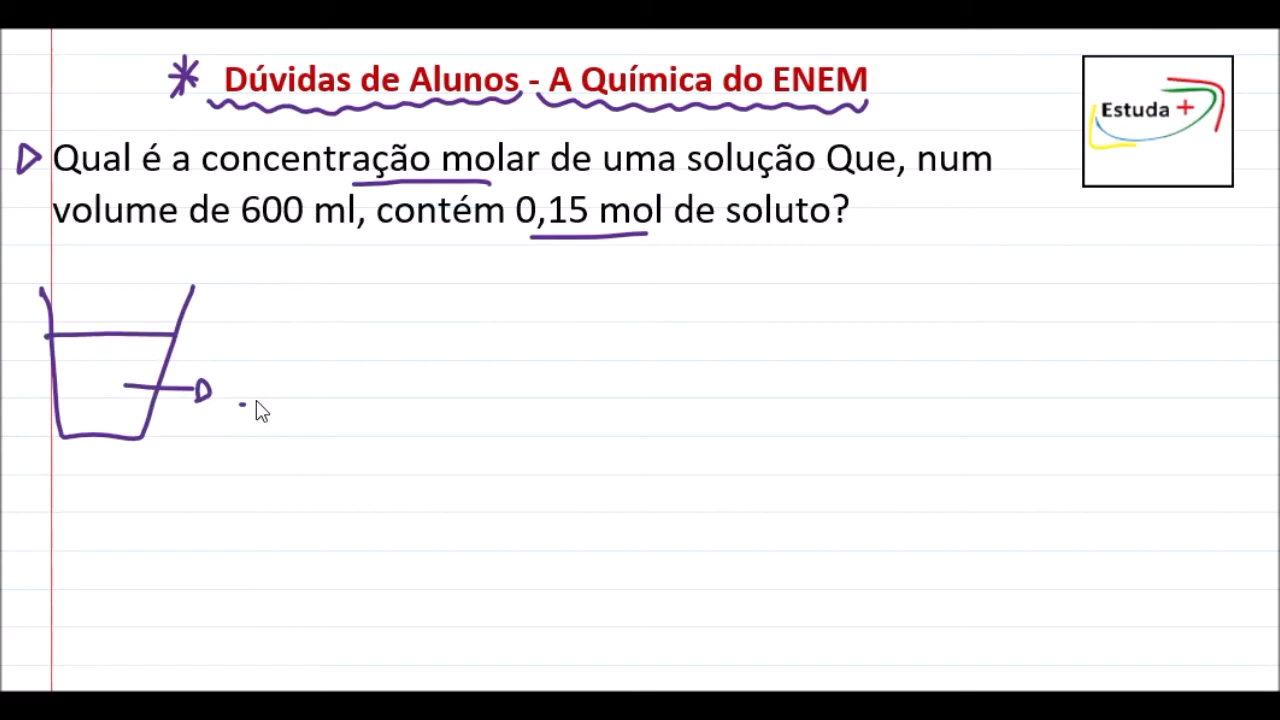 Dúvidas de Alunos - A Química do ENEM
Estuda +
Qual é a concentração molar de uma solução Que, num
volume de 600 ml, contém 0,15 mol de soluto?